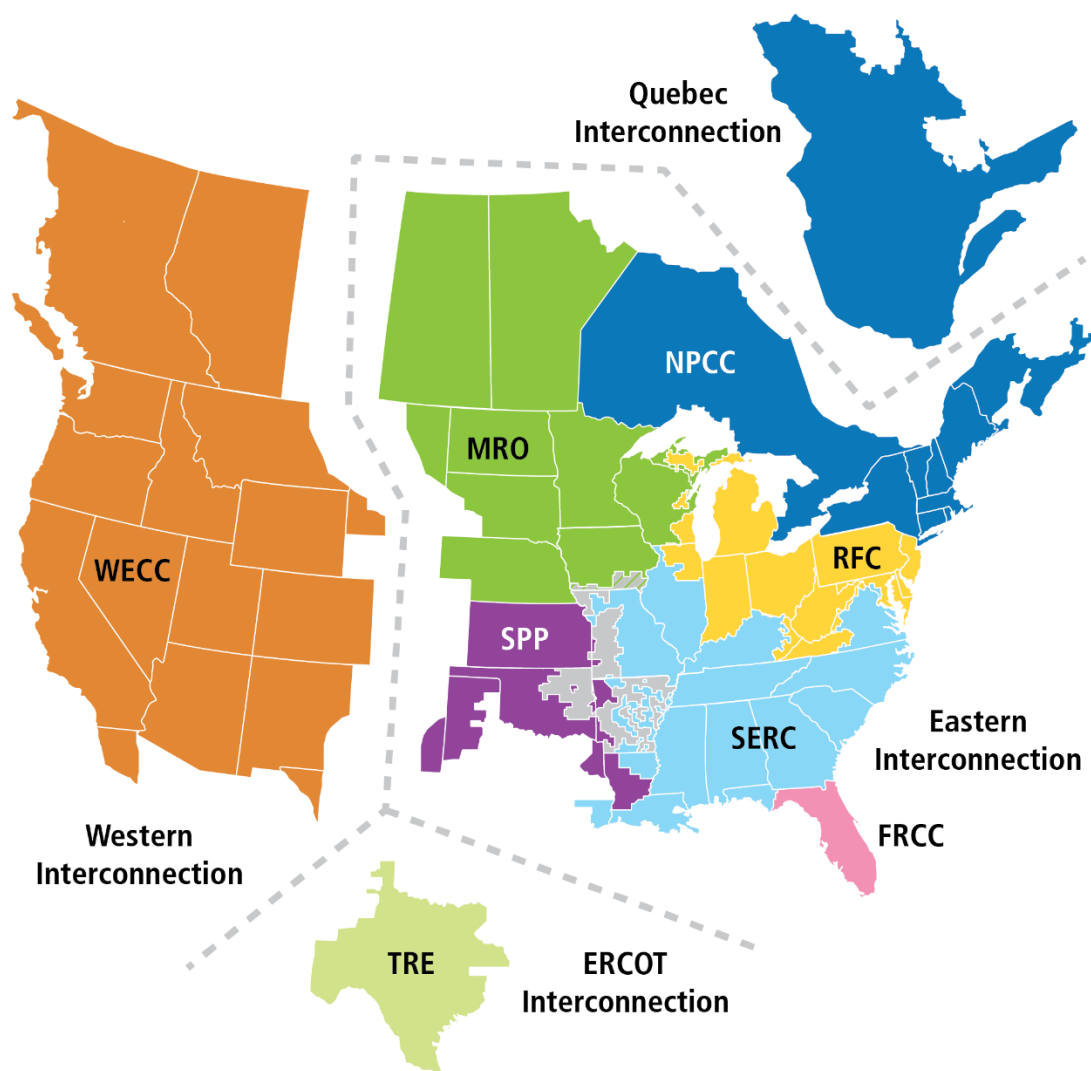 Quebec
Interconnection
NPCC
MRO
RFC
WECC
SPP
SERC
Eastern
Interconnection
FRCC
Western
Interconnection
TRE
ERCOT
Interconnection